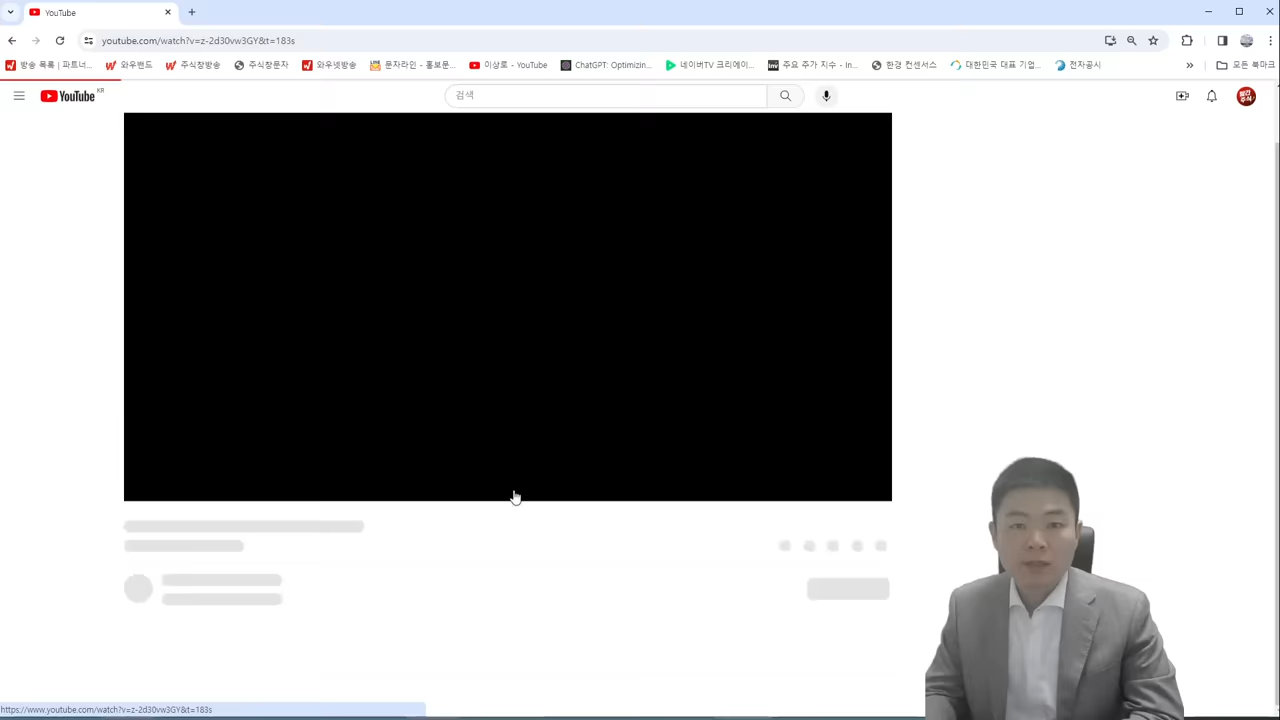 YouTube
youtube.com/watch?v=z-2d30vw3GY&t=183s
방송 목록 | 파트너... 와우밴드 주식창방송 주식창문자 와우넷방송 문자라인 - 홍보문... 이상로 - YouTube ChatGPT: Optimizin... 네이버TV 크리에이... Inv 주요 주가 지수 - In... 한경 컨센서스 대한민국 대표 기업... 전자공시 » 모든 북마크
YouTube KR 검색
https://www.youtube.com/watch?v=z-2d30vw3GY&t=183s